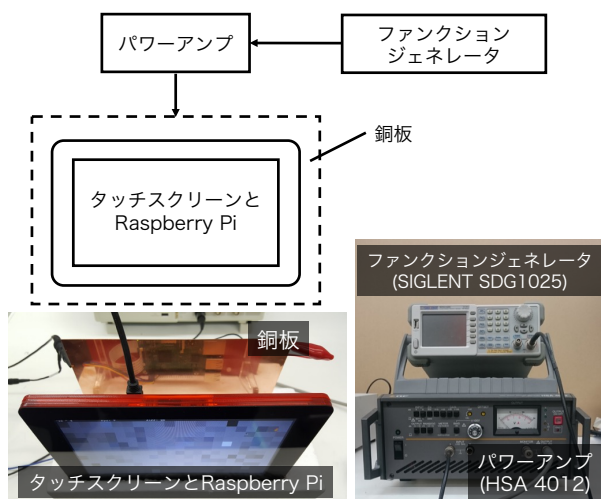 パワーアンプ
ファンクション
ジェネレータ
銅板
タッチスクリーンと
Raspberry Pi
ファンクションジェネレータ
(SIGLENT SDG1025)
銅板
タッチスクリーンとRaspberry Pi
パワーアンプ
(HSA 4012)